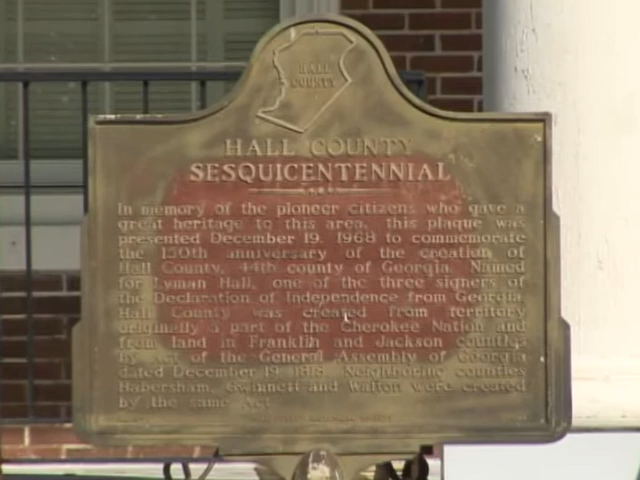 HALL
COUNTY
HALL COUNTY
SESQUICENTENNIAL
In memory of the pioneer citizens who gave a
great heritage to this area, this plaque was
presented December 19, 1968 to commemorate
the 150th anniversary of the creation of
Hall County, 44th county of Georgia. Named
for Lyman Hall, one of the three signers of
the Declaration of Independence from Georgia,
Hall County was created from territory
originally a part of the Cherokee Nation and
from land in Franklin and Jackson counties
by act of the General Assembly of Georgia
dated December 19, 1818. Neighboring counties
Habersham, Gwinnett and Walton were created
by the same Act